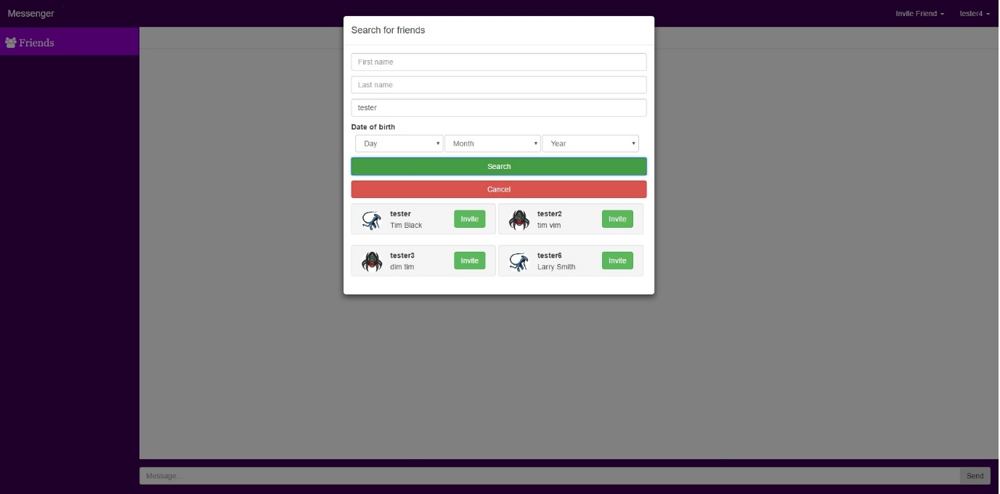 Messenger
Invite Friend
tester4
Friends
Search for friends
First name
Last name
tester
Date of birth
Day Month Year
Search
Cancel
tester
Tim Black
Invite
tester2
tim vim
Invite
tester3
dim tim
Invite
tester6
Larry Smith
Invite
Message...
Send